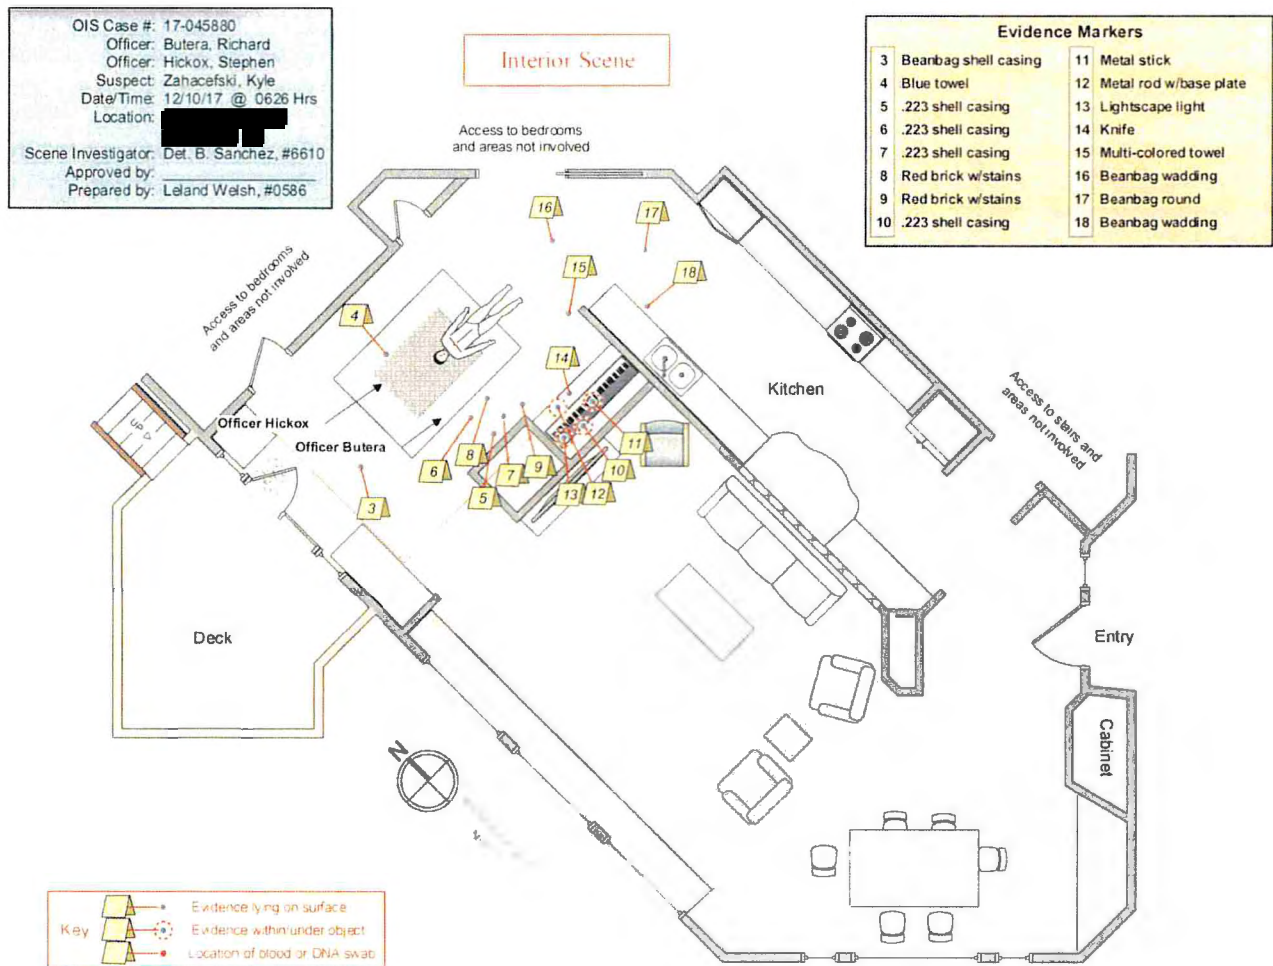 OIS Case #: 17-045880
Officer: Butera, Richard
Officer: Hickox, Stephen
Suspect: Zahacefski, Kyle
Date/Time: 12/10/17 @ 0626 Hrs
Location:
Scene Investigator: Det. B. Sanchez, #6610
Approved by:
Prepared by: Leland Welsh, #0586
Interior Scene
Evidence Markers
3 Beanbag shell casing
4 Blue towel
5 .223 shell casing
6 .223 shell casing
7 .223 shell casing
8 Red brick w/stains
9 Red brick w/stains
10 .223 shell casing
11 Metal stick
12 Metal rod w/base plate
13 Lightscape light
14 Knife
15 Multi-colored towel
16 Beanbag wadding
17 Beanbag round
18 Beanbag wadding
Access to bedrooms
and areas not involved
16
17
Access to bedrooms
and areas not involved
15
18
4
14
Kitchen
Access to stairs and
areas not involved
UP
Officer Hickox
Officer Butera
11
6
8
5
7
9
13
12
10
3
Deck
Entry
Cabinet
N
Key
Evidence lying on surface
Evidence within/under object
Location of blood or DNA swab